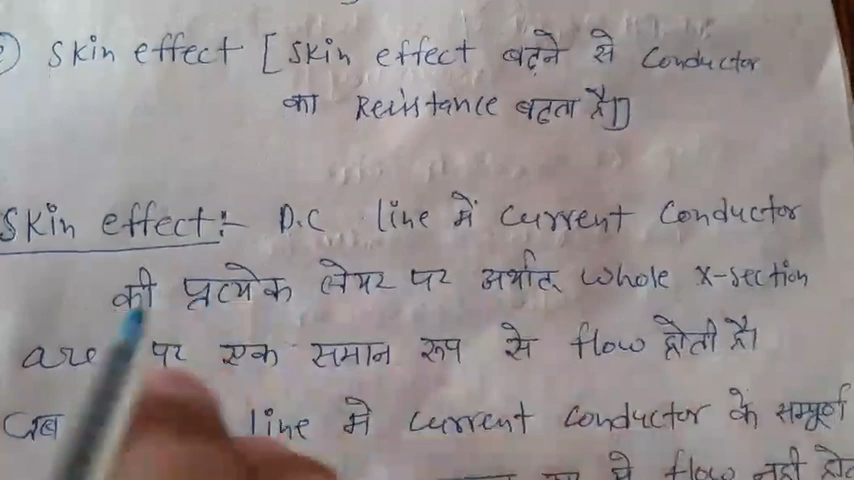 Skin effect [ Skin effect बढ़ने से Conductor
का Resistance बढ़ता है।]
Skin effect :- D.C line में current Conductor
की प्रत्येक लेयर पर अर्थात् whole x-section
are पर एक समान रूप से flow होती है।
जब line मे current conductor के सम्पूर्ण
से flow नही